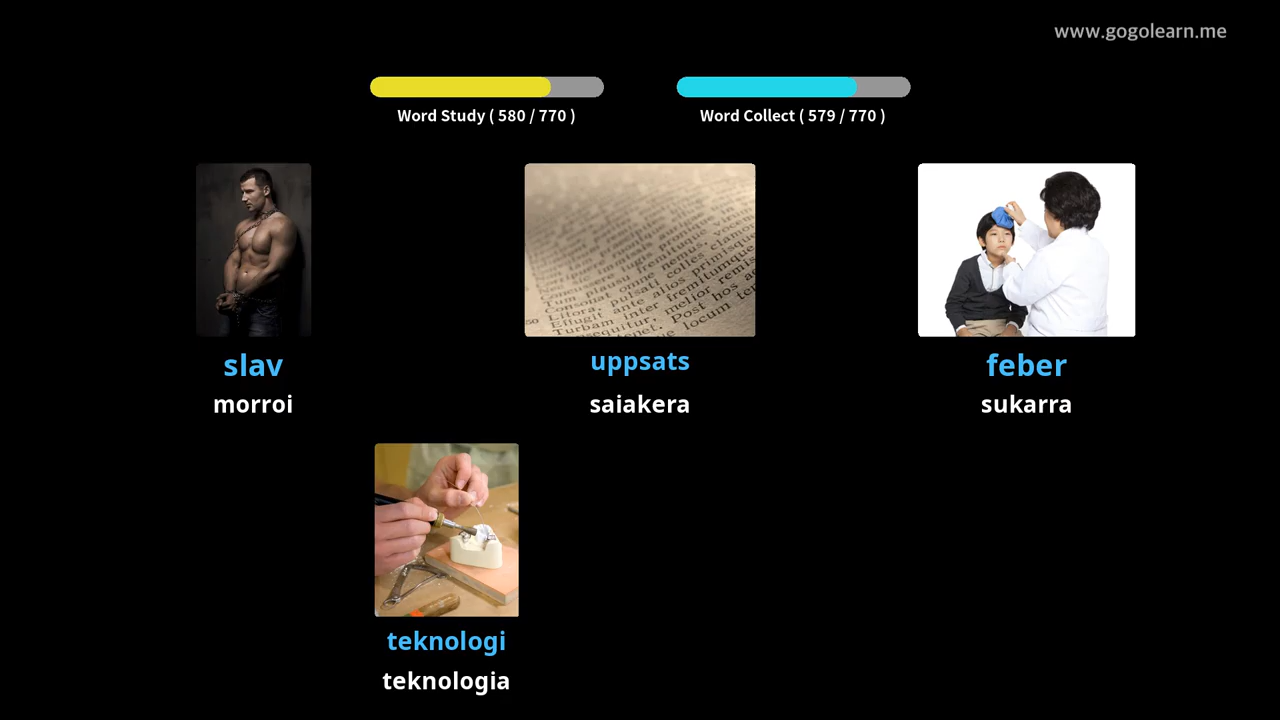 www.gogolearn.me
Word Study ( 580 / 770 )
Word Collect ( 579 / 770 )
slav
morroi
uppsats
saiakera
feber
sukarra
teknologi
teknologia